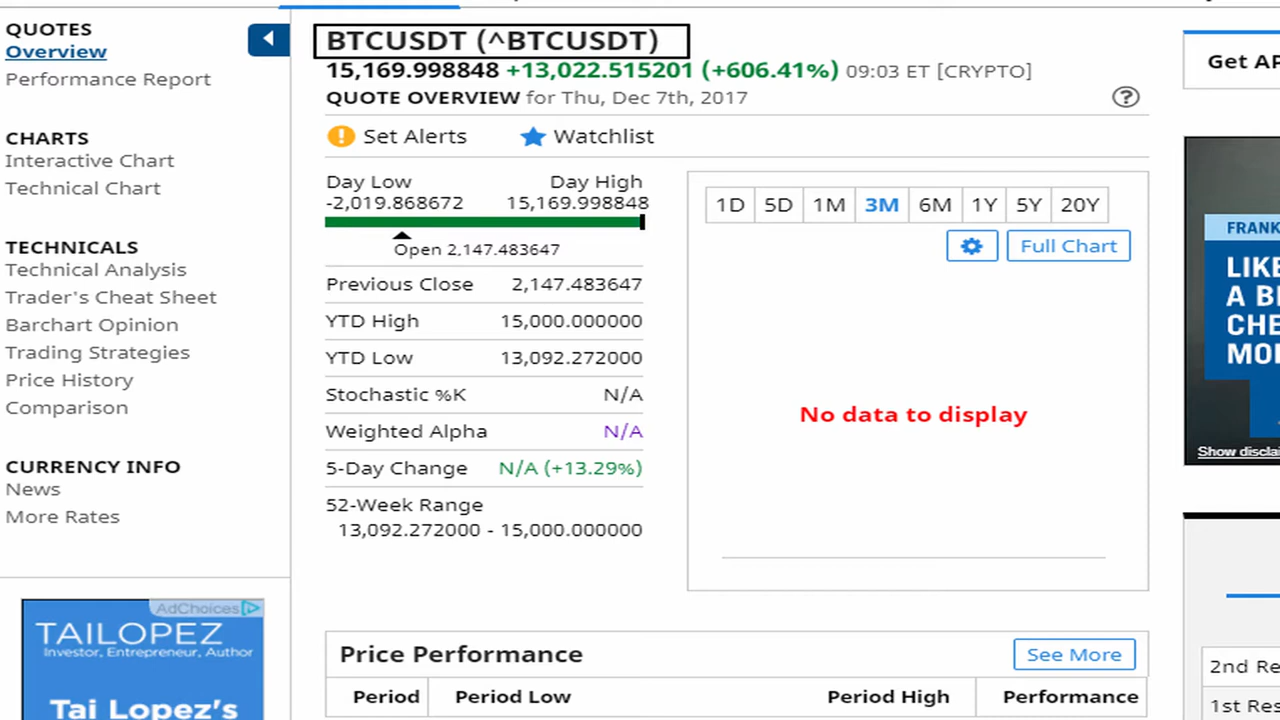 QUOTES
Overview
Performance Report
CHARTS
Interactive Chart
Technical Chart
TECHNICALS
Technical Analysis
Trader's Cheat Sheet
Barchart Opinion
Trading Strategies
Price History
Comparison
CURRENCY INFO
News
More Rates
AdChoices
TAILOPEZ
Investor, Entrepreneur, Author
Tai Lopez's
BTCUSDT (^BTCUSDT)
15,169.998848 +13,022.515201 (+606.41%) 09:03 ET [CRYPTO]
QUOTE OVERVIEW for Thu, Dec 7th, 2017
Set Alerts Watchlist
Day Low Day High
-2,019.868672 15,169.998848
Open 2,147.483647
Previous Close 2,147.483647
YTD High 15,000.000000
YTD Low 13,092.272000
Stochastic %K N/A
Weighted Alpha N/A
5-Day Change N/A (+13.29%)
52-Week Range
13,092.272000 - 15,000.000000
1D 5D 1M 3M 6M 1Y 5Y 20Y
Full Chart
No data to display
Price Performance See More
Period Period Low Period High Performance
Get AP
FRANK
LIKE
A B
CHE
MO
Show discla
2nd Re
1st Res